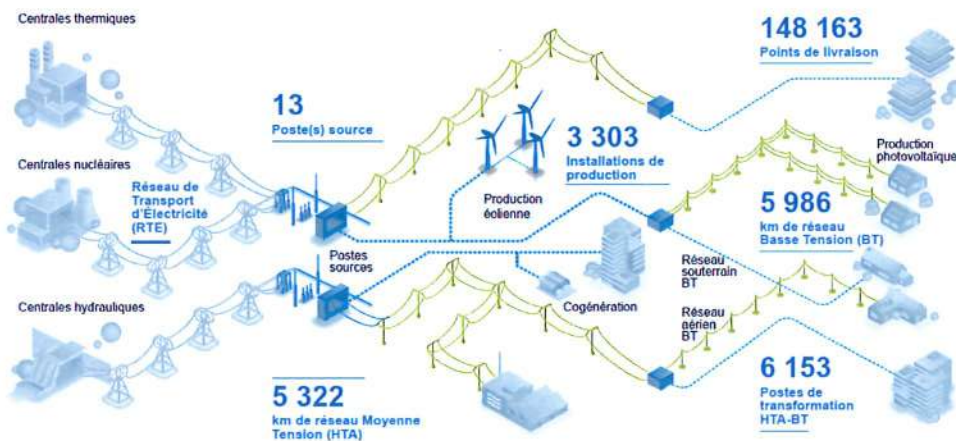 Centrales thermiques
148 163
Points de livraison
13
Poste(s) source
3 303
Installations de
production
Production
photovoltaïque
Centrales nucléaires
Réseau de
Transport
d'Électricité
(RTE)
Production
éolienne
5 986
km de réseau
Basse Tension (BT)
Postes
sources
Réseau
souterrain
BT
Centrales hydrauliques
Cogénération
Réseau
aérien
BT
5 322
km de réseau Moyenne
Tension (HTA)
6 153
Postes de
transformation
HTA-BT